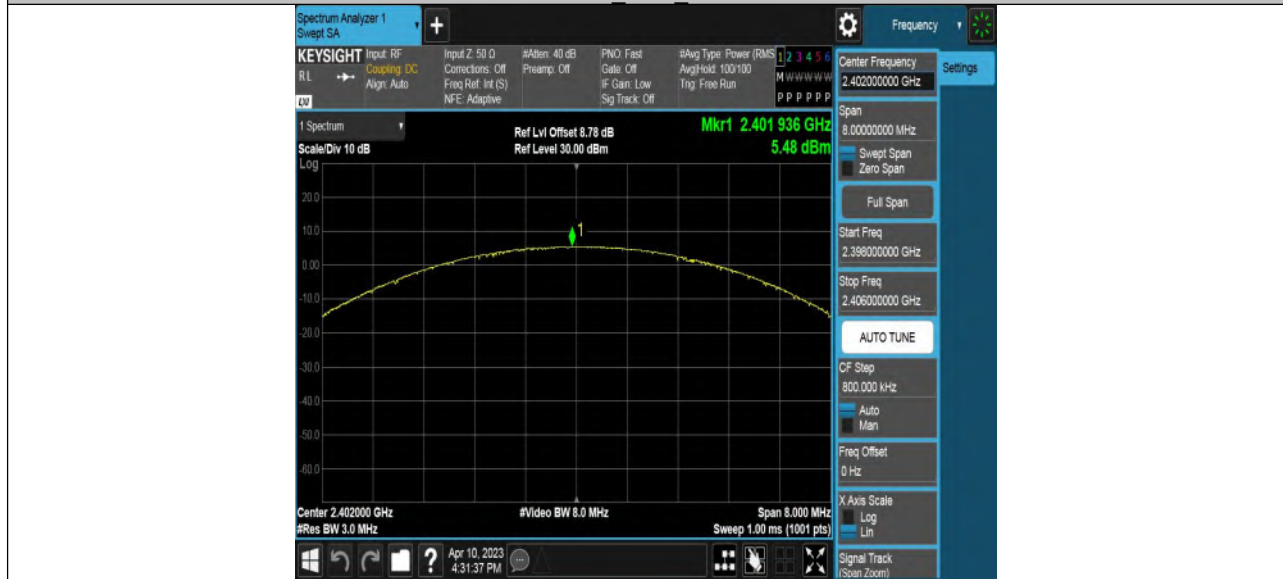 Spectrum Analyzer 1
Swept SA
+
Frequency
KEYSIGHT
RL
LXI
Input: RF
Coupling: DC
Align: Auto
Input Z: 50 Ω
Corrections: Off
Freq Ref: Int (S)
NFE: Adaptive
#Atten: 40 dB
Preamp: Off
PNO: Fast
Gate: Off
IF Gain: Low
Sig Track: Off
#Avg Type: Power (RMS
Avg|Hold: 100/100
Trig: Free Run
1 2 3 4 5 6
M W W W W W
P P P P P P
1 Spectrum
Scale/Div 10 dB
Log
Ref Lvl Offset 8.78 dB
Ref Level 30.00 dBm
Mkr1 2.401 936 GHz
5.48 dBm
20.0
10.0
0.00
-10.0
-20.0
-30.0
-40.0
-50.0
-60.0
1
Center 2.402000 GHz
#Res BW 3.0 MHz
#Video BW 8.0 MHz
Span 8.000 MHz
Sweep 1.00 ms (1001 pts)
?
Apr 10, 2023
4:31:37 PM
Settings
Center Frequency
2.402000000 GHz
Span
8.00000000 MHz
Swept Span
Zero Span
Full Span
Start Freq
2.398000000 GHz
Stop Freq
2.406000000 GHz
AUTO TUNE
CF Step
800.000 kHz
Auto
Man
Freq Offset
0 Hz
X Axis Scale
Log
Lin
Signal Track
(Span Zoom)